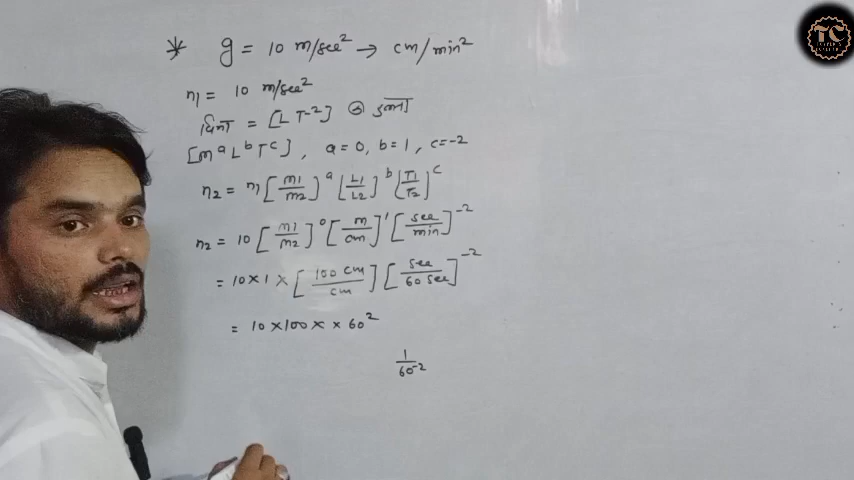 * g = 10 m/sec² → cm/min²
n₁ = 10 m/sec²
विमा = [L T⁻²]
[M^a L^b T^c], a=0, b=1, c=-2
n₂ = n₁ [M₁/M₂]^a [L₁/L₂]^b [T₁/T₂]^c
n₂ = 10 [M₁/M₂]⁰ [m/cm]¹ [sec/min]⁻²
= 10×1× [100 cm/cm] [sec/60 sec]⁻²
= 10×100× × 60²
1/60⁻²
TC